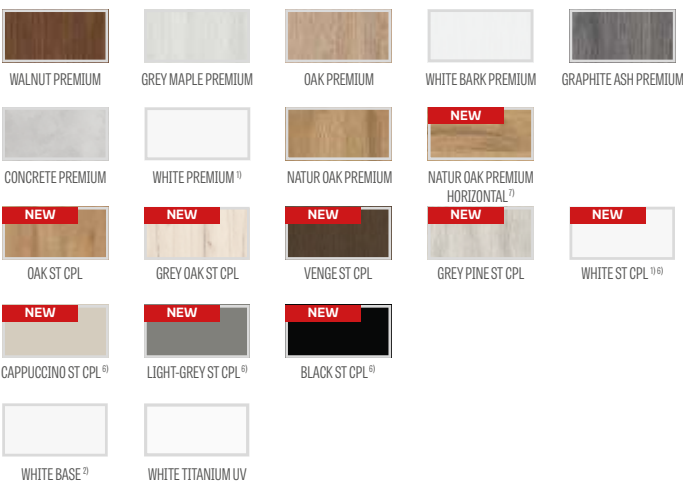 WALNUT PREMIUM
GREY MAPLE PREMIUM
OAK PREMIUM
WHITE BARK PREMIUM
GRAPHITE ASH PREMIUM
NEW
CONCRETE PREMIUM
WHITE PREMIUM 1)
NATUR OAK PREMIUM
NATUR OAK PREMIUM
HORIZONTAL 7)
NEW
NEW
NEW
NEW
NEW
OAK ST CPL
GREY OAK ST CPL
VENGE ST CPL
GREY PINE ST CPL
WHITE ST CPL 1) 6)
NEW
NEW
NEW
CAPPUCCINO ST CPL 6)
LIGHT-GREY ST CPL 6)
BLACK ST CPL 6)
WHITE BASE 2)
WHITE TITANIUM UV